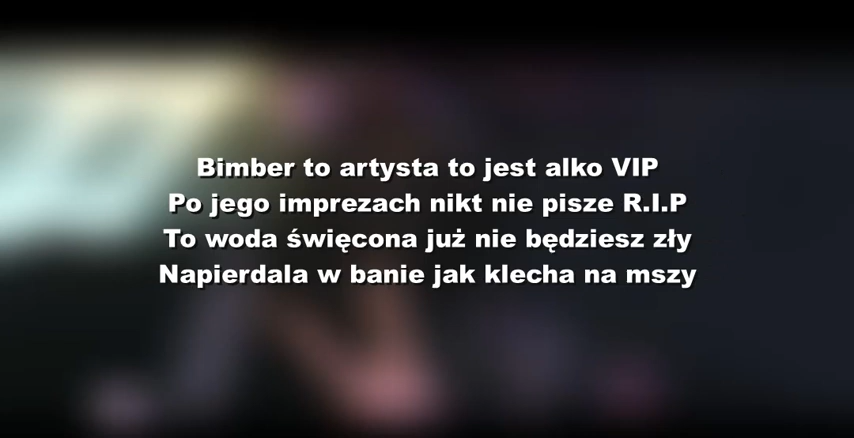 Bimber to artysta to jest alko VIP
Po jego imprezach nikt nie pisze R.I.P
To woda święcona już nie będziesz zły
Napierdala w banie jak klecha na mszy